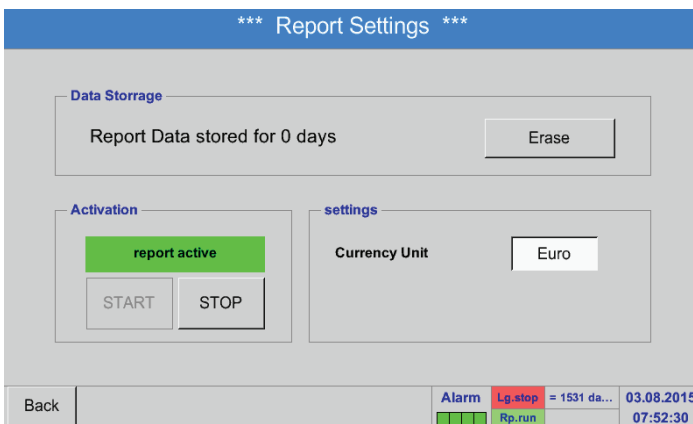 *** Report Settings ***
Data Storrage
Report Data stored for 0 days
Erase
Activation
settings
report active
Currency Unit
Euro
START
STOP
Back
Alarm
Lg.stop
= 1531 da...
03.08.2015
Rp.run
07:52:30